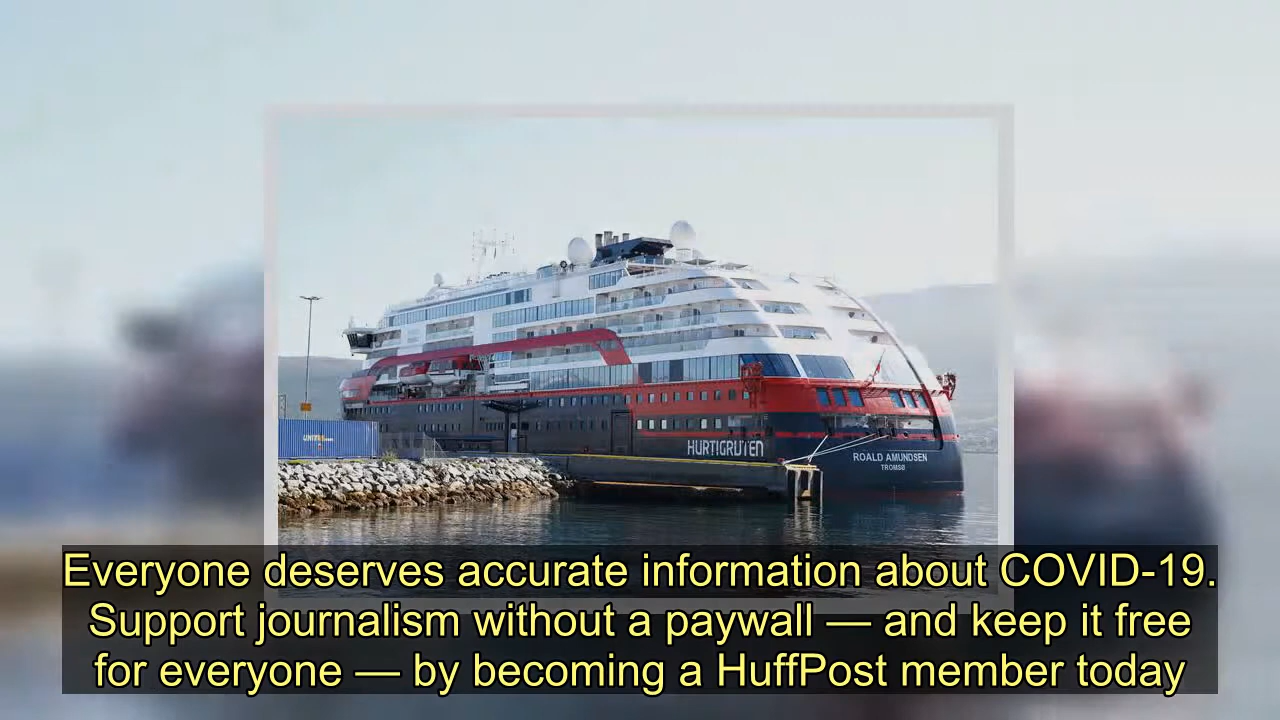 UNITED
HURTIGRUTEN
ROALD AMUNDSEN
TROMSØ
Everyone deserves accurate information about COVID-19.
Support journalism without a paywall — and keep it free
for everyone — by becoming a HuffPost member today